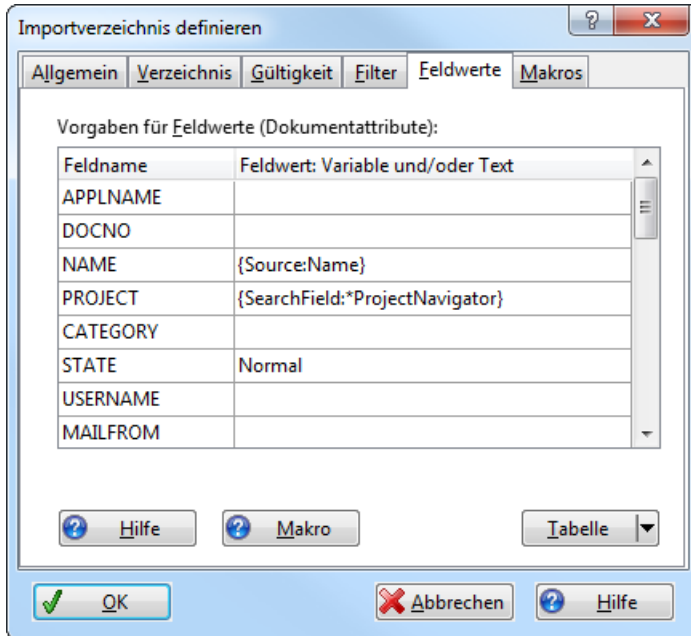 Importverzeichnis definieren
Allgemein Verzeichnis Gültigkeit Filter Feldwerte Makros
Vorgaben für Feldwerte (Dokumentattribute):
Feldname Feldwert: Variable und/oder Text
APPLNAME
DOCNO
NAME {Source:Name}
PROJECT {SearchField:*ProjectNavigator}
CATEGORY
STATE Normal
USERNAME
MAILFROM
Hilfe Makro Tabelle
OK Abbrechen Hilfe